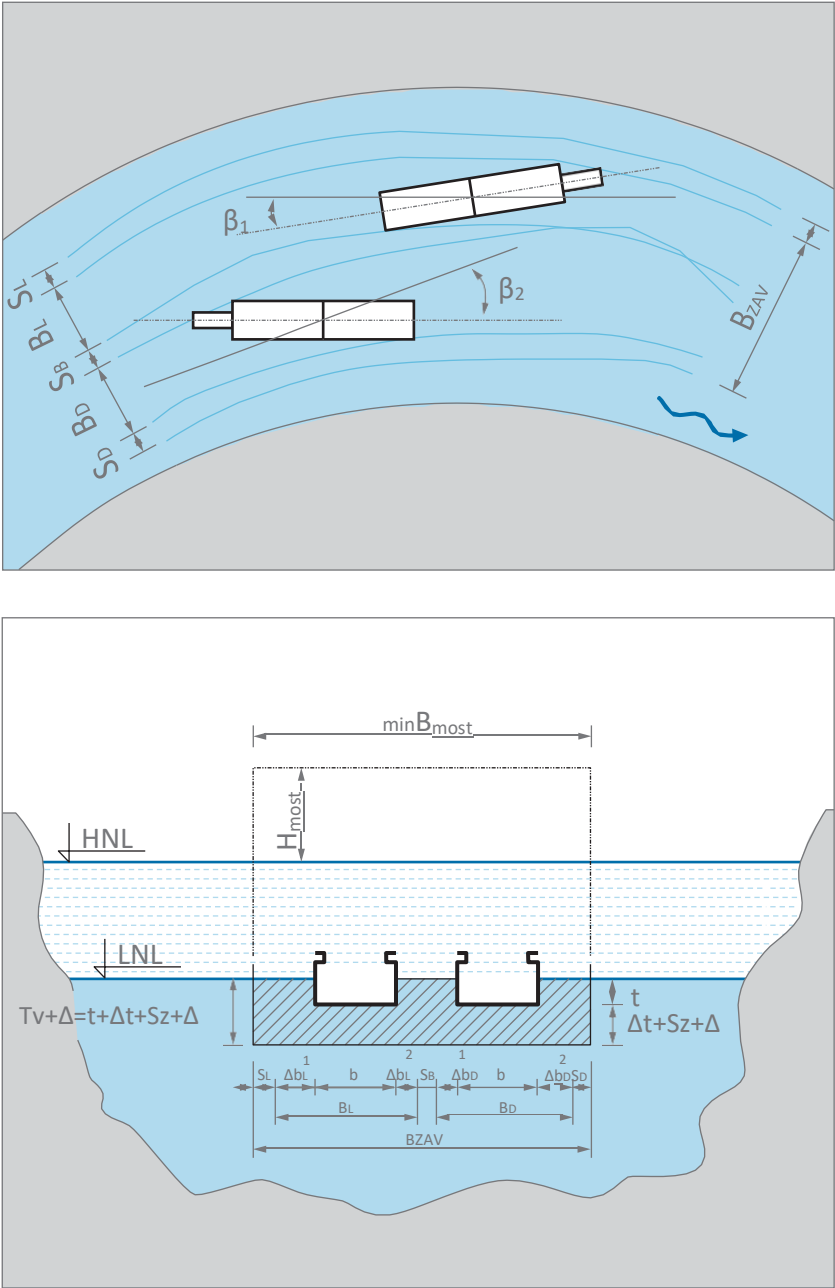 β1
β2
SL
BL
SB
BD
SD
BZAV
minBmost
Hmost
HNL
LNL
Tv+Δ=t+Δt+Sz+Δ
t
Δt+Sz+Δ
1 2 1 2
SL ΔbL b ΔbL SB ΔbD b ΔbD SD
BL BD
BZAV